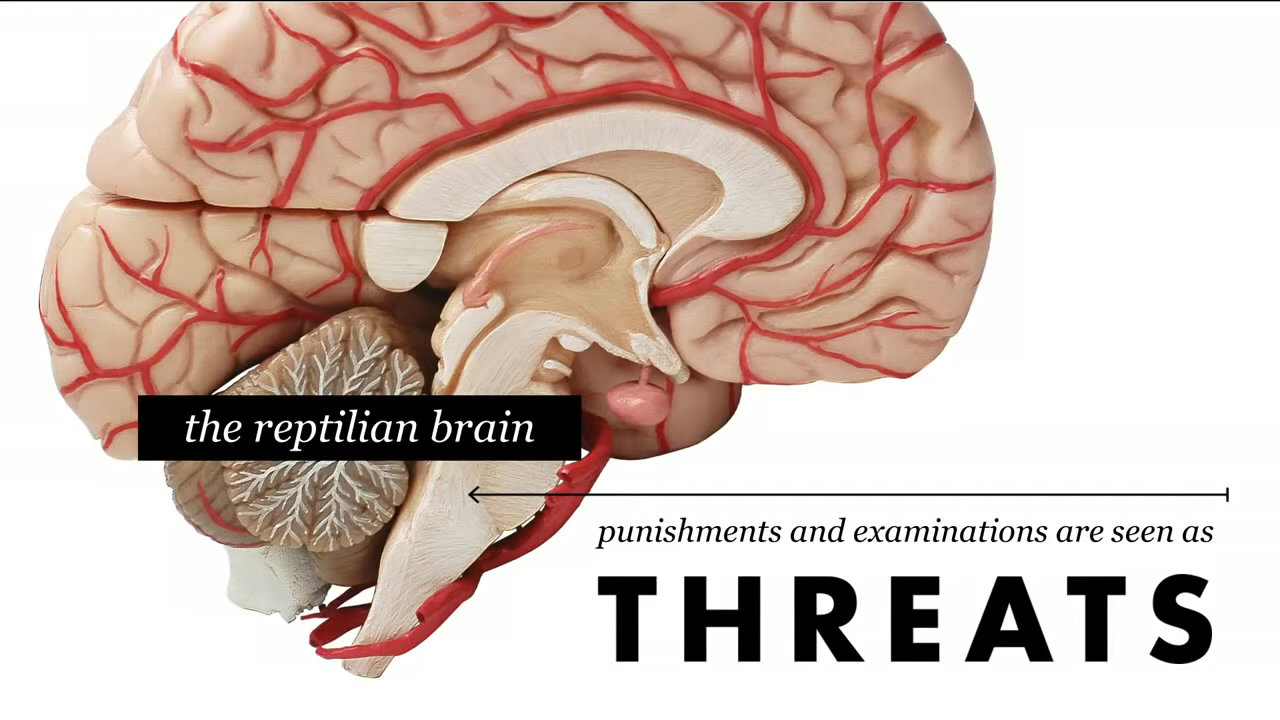 the reptilian brain
punishments and examinations are seen as
THREATS